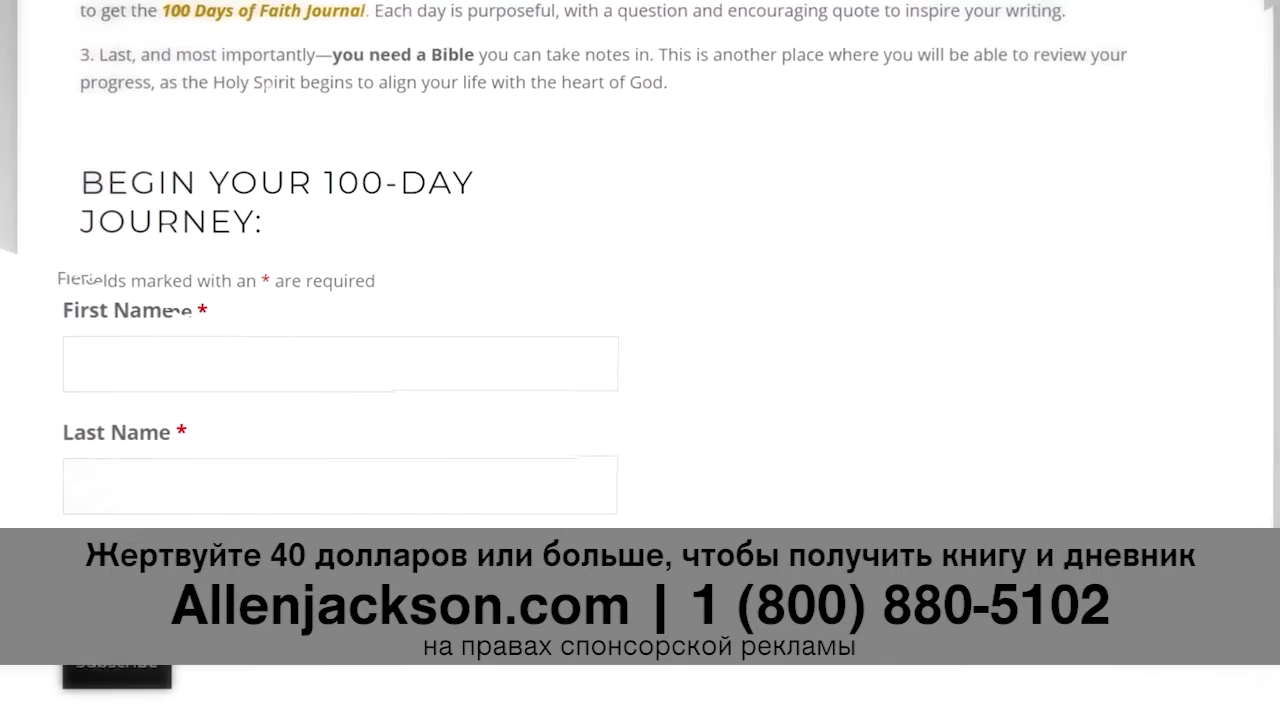 to get the 100 Days of Faith Journal. Each day is purposeful, with a question and encouraging quote to inspire your writing.
3. Last, and most importantly—you need a Bible you can take notes in. This is another place where you will be able to review your
progress, as the Holy Spirit begins to align your life with the heart of God.
BEGIN YOUR 100-DAY
JOURNEY:
Fields marked with an * are required
First Name *
Last Name *
Жертвуйте 40 долларов или больше, чтобы получить книгу и дневник
Allenjackson.com | 1 (800) 880-5102
на правах спонсорской рекламы
Subscribe